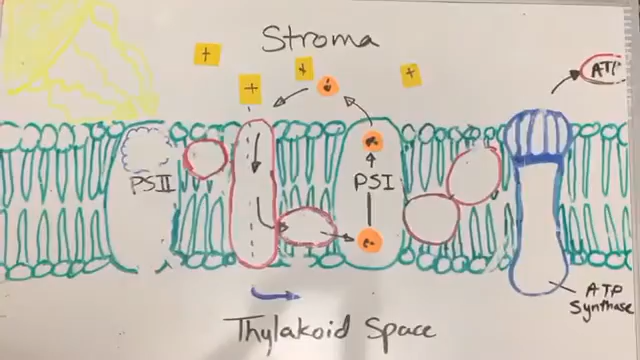 Stroma
+
+
+
+
ATP
PSII
PSI
e-
ATP
Synthase
Thylakoid Space